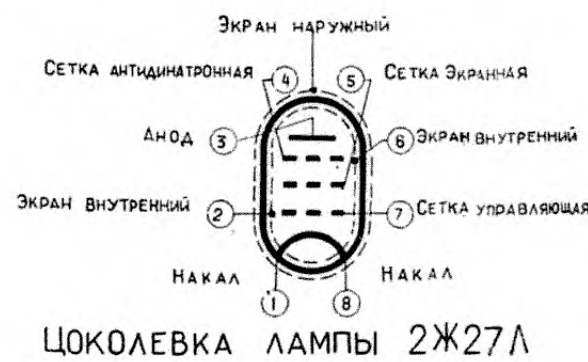 Экран наружный
Сетка антидинатронная 4 5 Сетка Экранная
Анод 3 6 Экран внутренний
Экран внутренний 2 7 Сетка управляющая
Накал 1 8 Накал
Цоколевка лампы 2Ж27Л